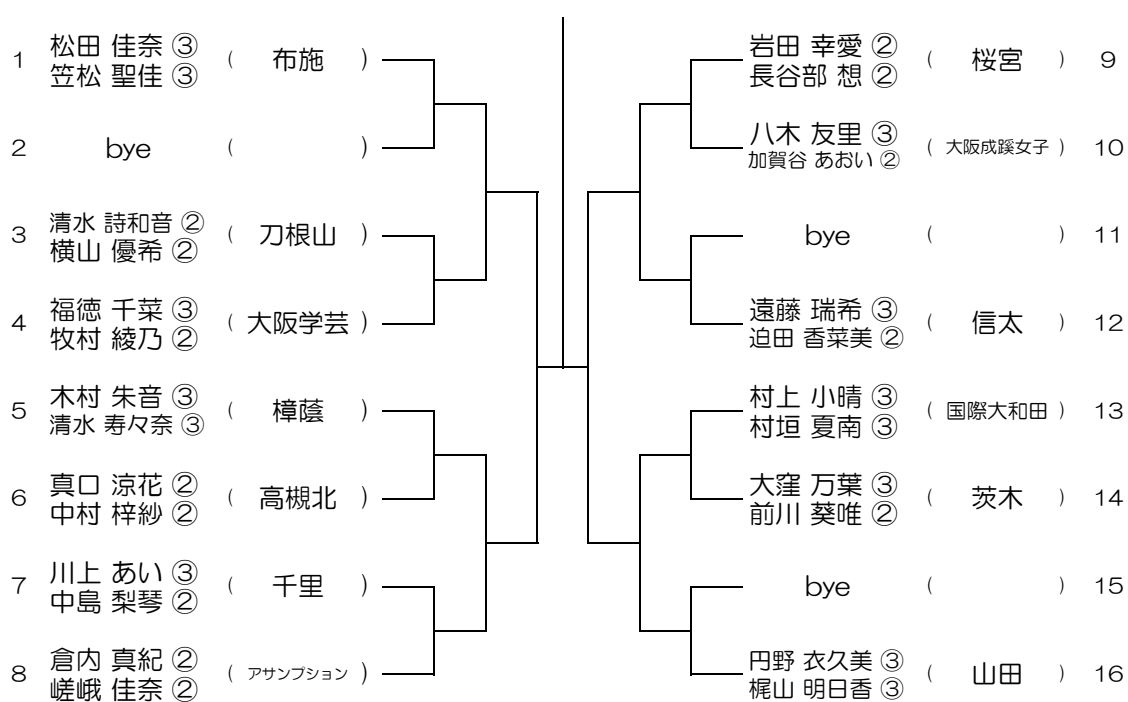 1 松田 佳奈 ③ ( 布施 )
笠松 聖佳 ③
2 bye ( )
3 清水 詩和音 ② ( 刀根山 )
横山 優希 ②
4 福徳 千菜 ③ ( 大阪学芸 )
牧村 綾乃 ②
5 木村 朱音 ③ ( 樟蔭 )
清水 寿々奈 ③
6 真口 涼花 ② ( 高槻北 )
中村 梓紗 ②
7 川上 あい ③ ( 千里 )
中島 梨琴 ②
8 倉内 真紀 ② ( アサンプション )
嵯峨 佳奈 ②
岩田 幸愛 ② ( 桜宮 ) 9
長谷部 想 ②
八木 友里 ③ ( 大阪成蹊女子 ) 10
加賀谷 あおい ②
bye ( ) 11
遠藤 瑞希 ③ ( 信太 ) 12
迫田 香菜美 ②
村上 小晴 ③ ( 国際大和田 ) 13
村垣 夏南 ③
大窪 万葉 ③ ( 茨木 ) 14
前川 葵唯 ②
bye ( ) 15
円野 衣久美 ③ ( 山田 ) 16
梶山 明日香 ③